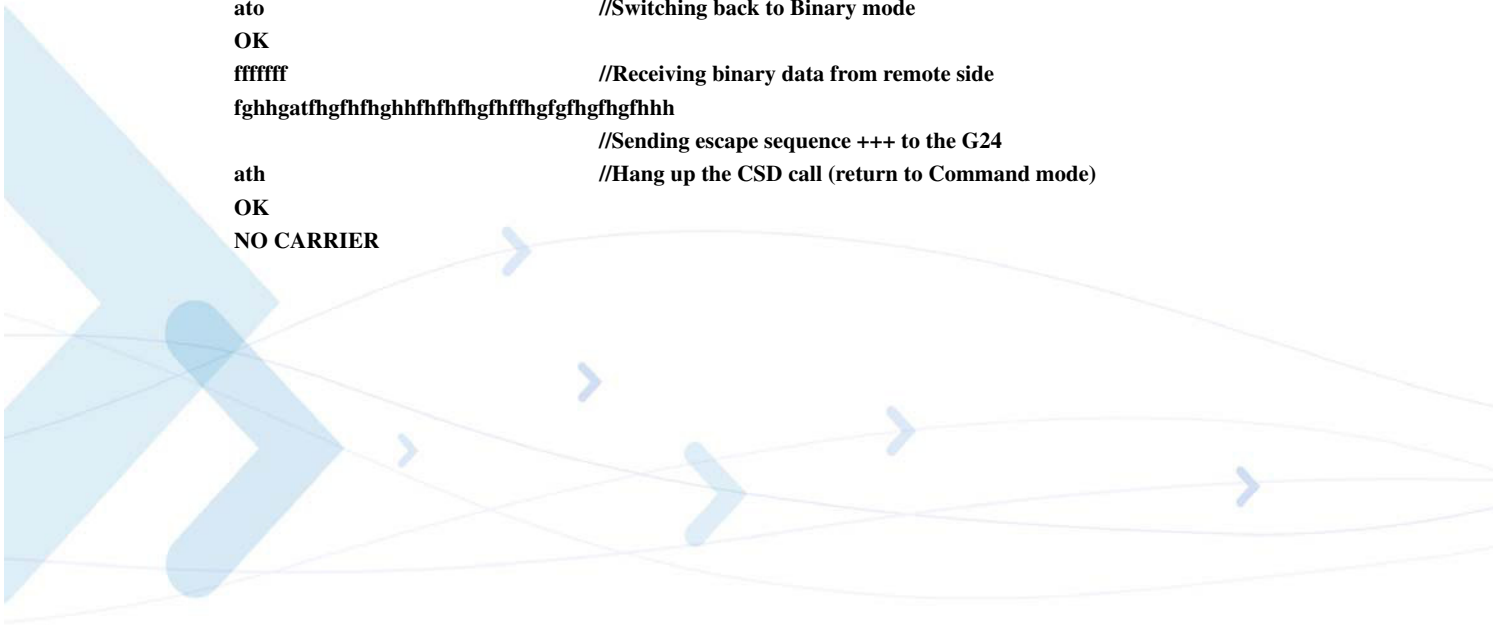 ato //Switching back to Binary mode
OK
fffffff //Receiving binary data from remote side
fghhgatfhgfhfhghhfhfhfhgfhffhgfgfhgfhgfhhh
//Sending escape sequence +++ to the G24
ath //Hang up the CSD call (return to Command mode)
OK
NO CARRIER